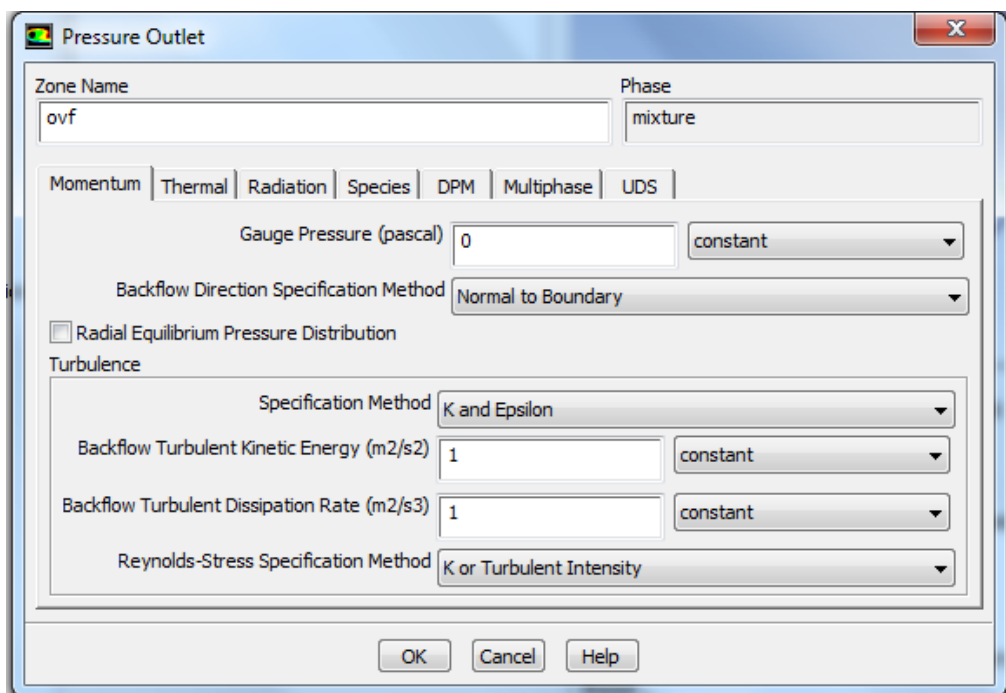 Pressure Outlet
Zone Name
Phase
ovf
mixture
Momentum Thermal Radiation Species DPM Multiphase UDS
Gauge Pressure (pascal) 0 constant
Backflow Direction Specification Method Normal to Boundary
Radial Equilibrium Pressure Distribution
Turbulence
Specification Method K and Epsilon
Backflow Turbulent Kinetic Energy (m2/s2) 1 constant
Backflow Turbulent Dissipation Rate (m2/s3) 1 constant
Reynolds-Stress Specification Method K or Turbulent Intensity
OK Cancel Help